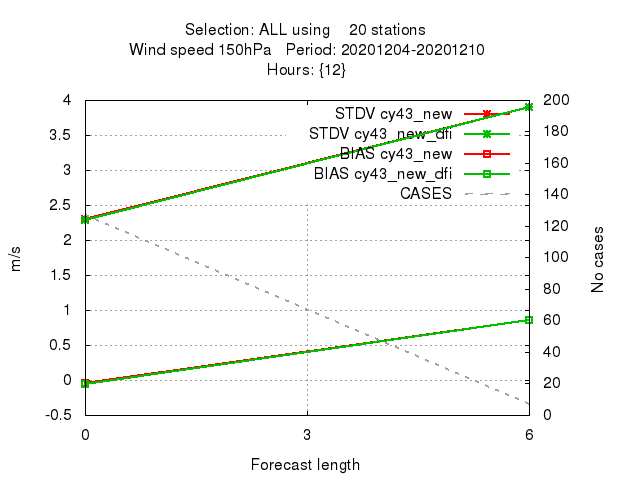 Selection: ALL using    20 stations
Wind speed 150hPa   Period: 20201204-20201210
Hours: {12}
4
3.5
3
2.5
2
1.5
1
0.5
0
-0.5
m/s
STDV cy43_new
STDV cy43_new_dfi
BIAS cy43_new
BIAS cy43_new_dfi
CASES
200
180
160
140
120
100
80
60
40
20
0
No cases
0
3
6
Forecast length